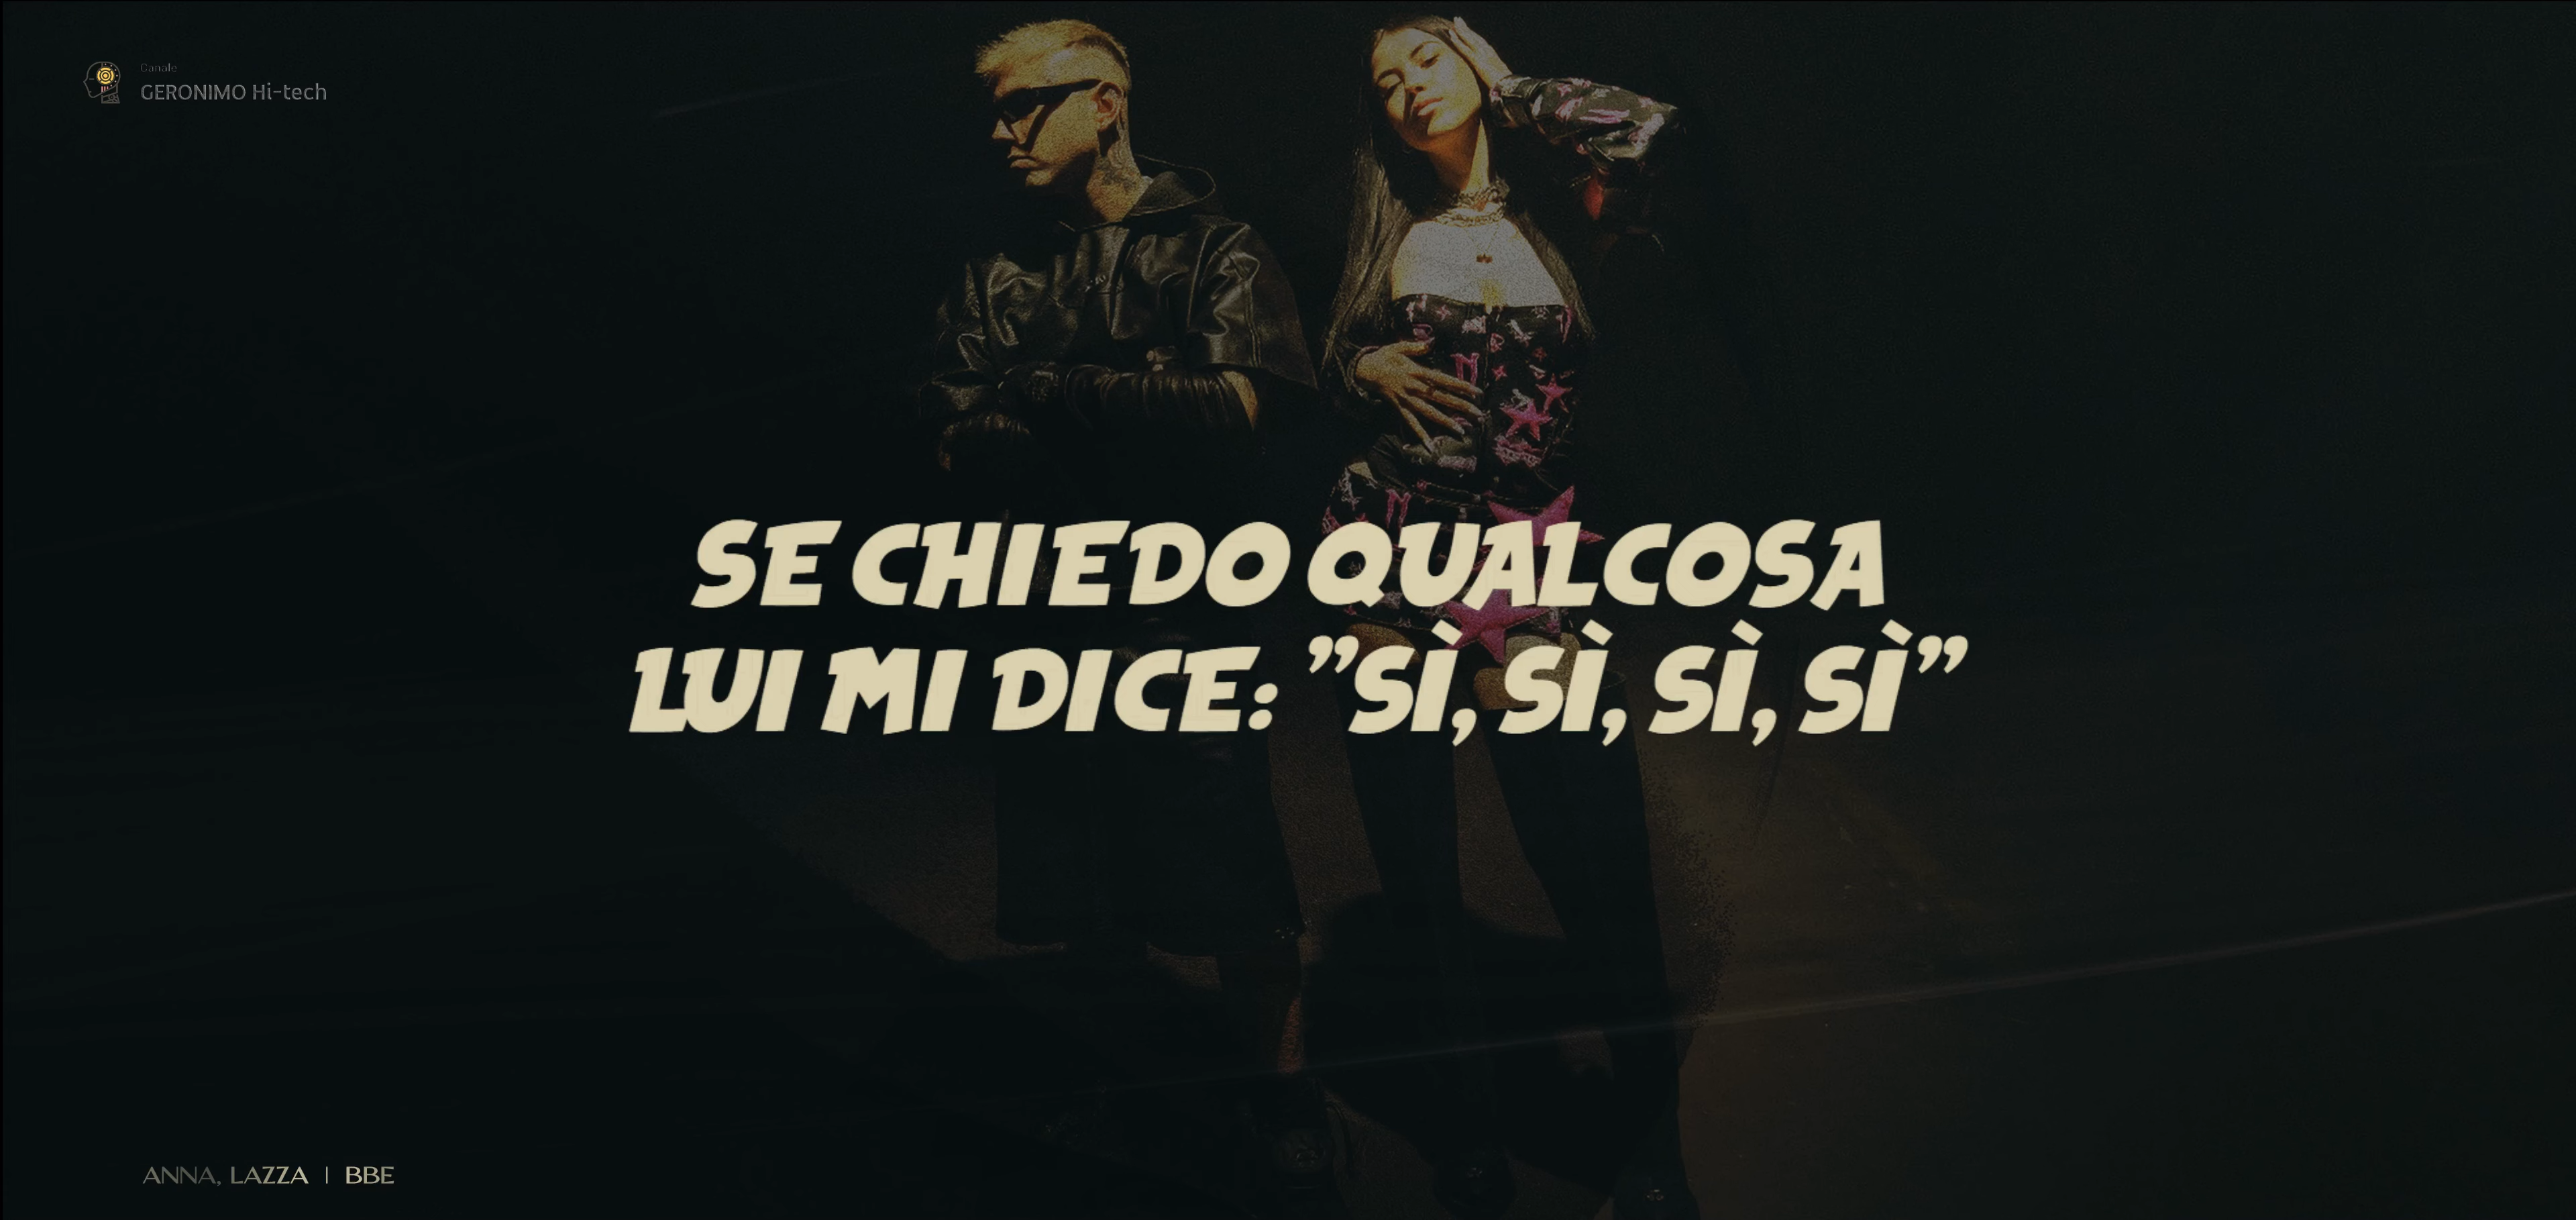 Canale
GERONIMO Hi-tech
SE CHIEDO QUALCOSA
LUI MI DICE: ”SÌ, SÌ, SÌ, SÌ”
ANNA, LAZZA | BBE